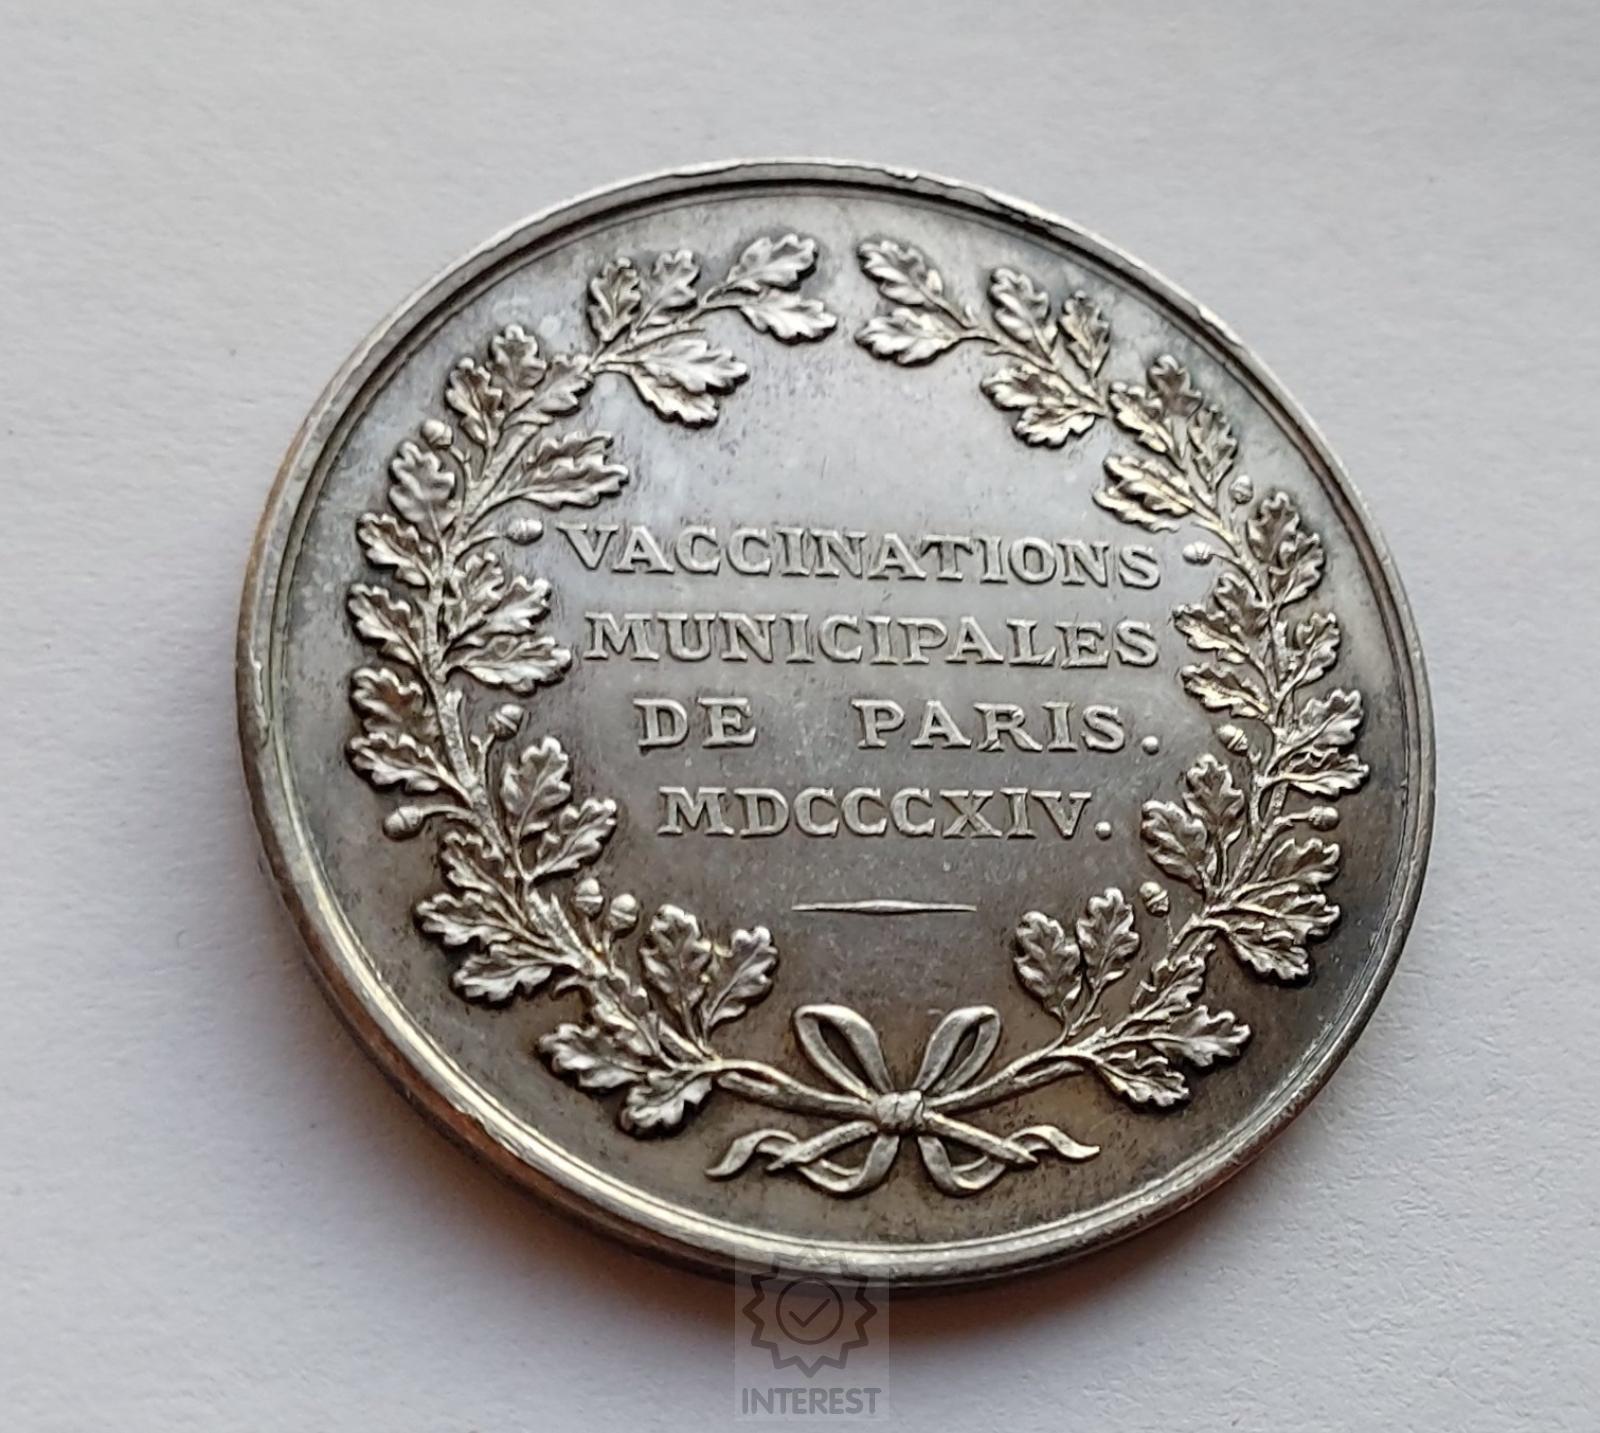 VACCINATIONS
MUNICIPALES
DE PARIS.
MDCCCXIV.
INTEREST